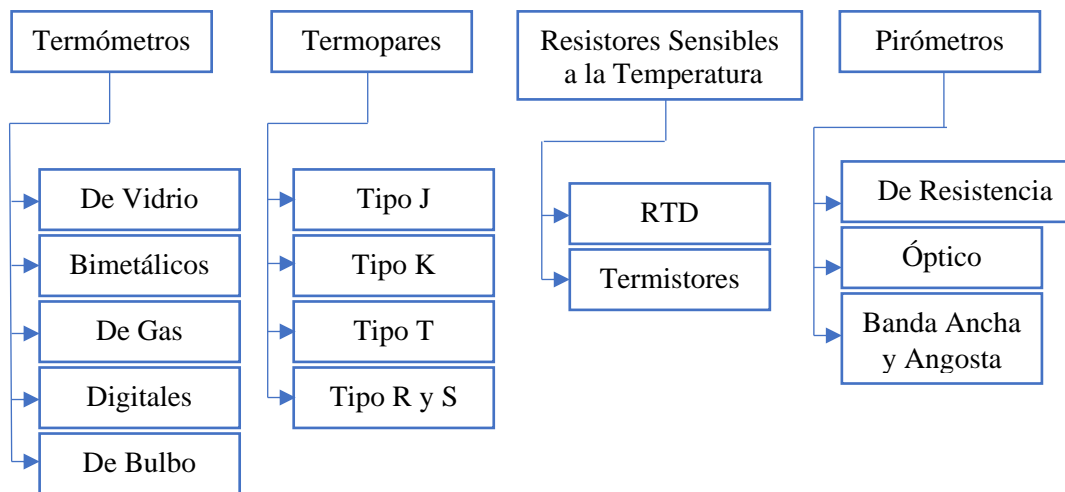 Termómetros
De Vidrio
Bimetálicos
De Gas
Digitales
De Bulbo
Termopares
Tipo J
Tipo K
Tipo T
Tipo R y S
Resistores Sensibles
a la Temperatura
RTD
Termistores
Pirómetros
De Resistencia
Óptico
Banda Ancha
y Angosta